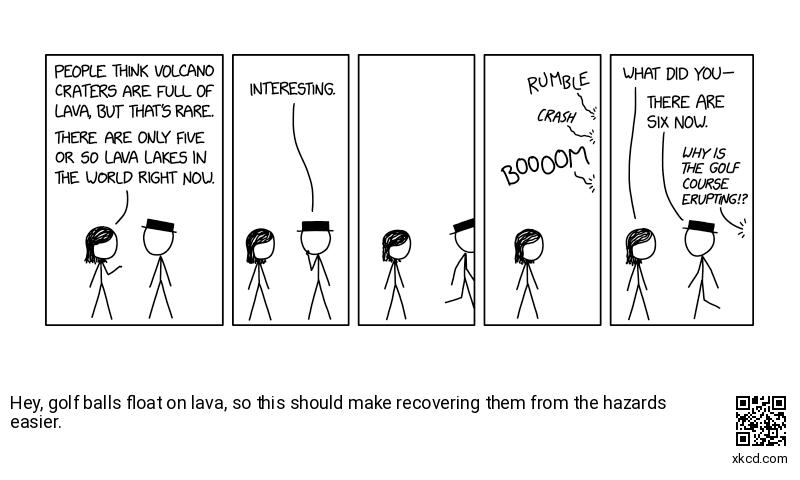 PEOPLE THINK VOLCANO
CRATERS ARE FULL OF
LAVA, BUT THAT'S RARE.
THERE ARE ONLY FIVE
OR SO LAVA LAKES IN
THE WORLD RIGHT NOW.
INTERESTING.
RUMBLE
CRASH
BOOOOM
WHAT DID YOU—
THERE ARE
SIX NOW.
WHY IS
THE GOLF
COURSE
ERUPTING!?
Hey, golf balls float on lava, so this should make recovering them from the hazards
easier.
xkcd.com